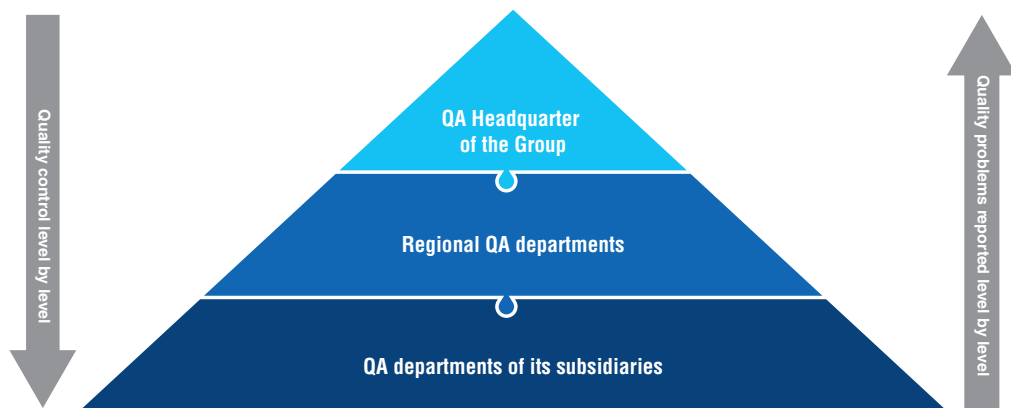 Quality control level by level
QA Headquarter
of the Group
Regional QA departments
QA departments of its subsidiaries
Quality problems reported level by level